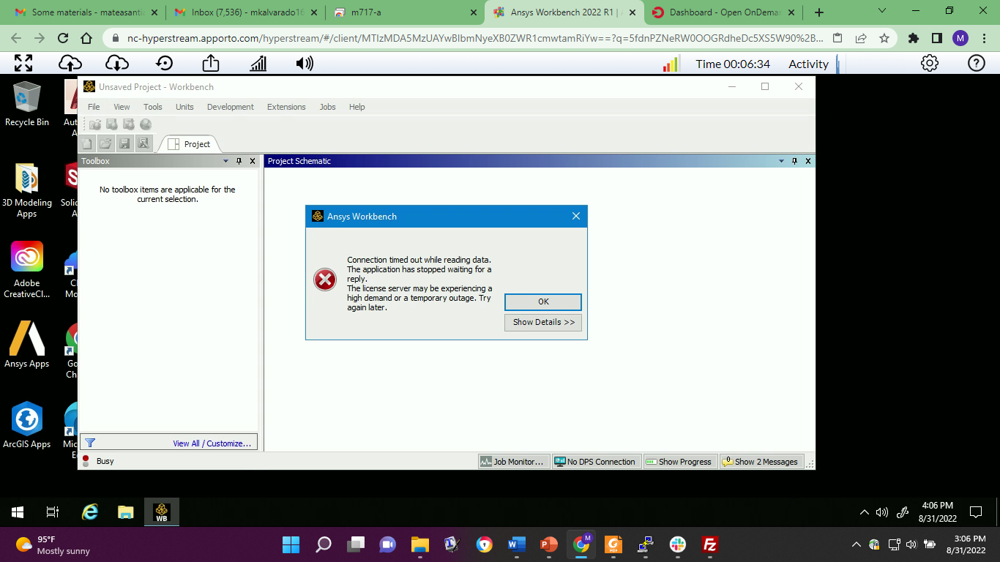 Some materials - mateasanti
Inbox (7,536) - mkalvarado16
m717-a
Ansys Workbench 2022 R1 |
Dashboard - Open OnDeman
nc-hyperstream.apporto.com/hyperstream/#/client/MTIzMDA5MzUAYwBlbmNyeXB0ZWR1cmwtamRiYw==?q=5fdnPZNeRW0OOGRdheDc5XS5W90%2B...
M
Time 00:06:34
Activity
Recycle Bin
Aut
A
3D Modeling
Apps
Solid
A
Adobe
CreativeCl...
Cl
Mo
Ansys Apps
Go
Ch
ArcGIS Apps
Mic
E
Unsaved Project - Workbench
File View Tools Units Development Extensions Jobs Help
Project
Toolbox
Project Schematic
No toolbox items are applicable for the
current selection.
Ansys Workbench
Connection timed out while reading data.
The application has stopped waiting for a
reply.
The license server may be experiencing a
high demand or a temporary outage. Try
again later.
OK
Show Details >>
View All / Customize...
Busy
Job Monitor...
No DPS Connection
Show Progress
Show 2 Messages
WB
4:06 PM
8/31/2022
95°F
Mostly sunny
M
3:06 PM
8/31/2022